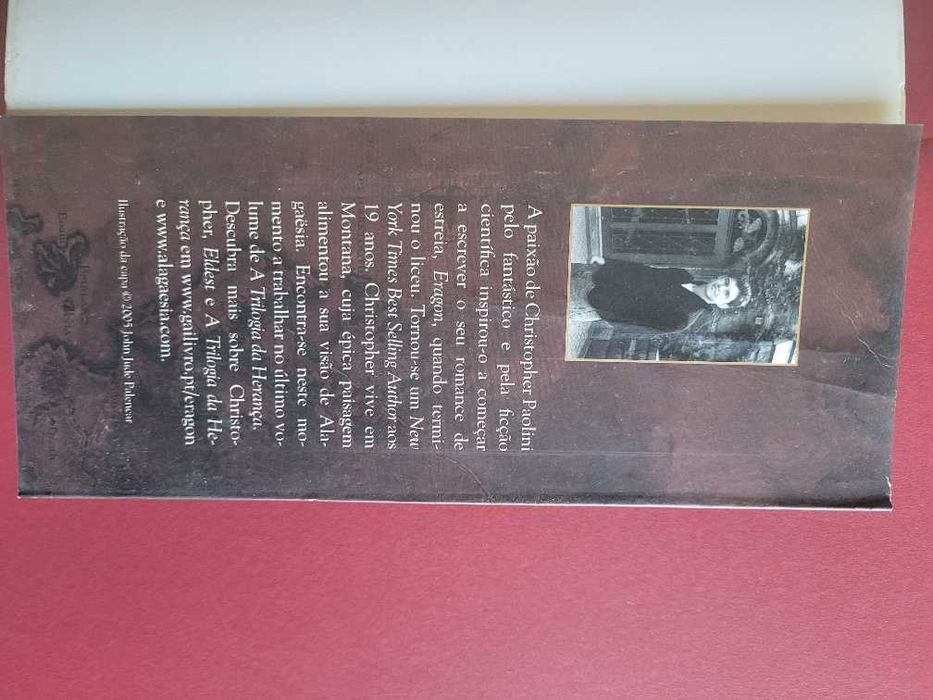 A paixão de Christopher Paolini
pelo fantástico e pela ficção
científica inspirou-o a começar
a escrever o seu romance de
estreia, Eragon, quando termi-
nou o liceu. Tornou-se um New
York Times Best Selling Author aos
19 anos. Christopher vive em
Montana, cuja épica paisagem
alimentou a sua visão de Ala-
gaësia. Encontra-se neste mo-
mento a trabalhar no último vo-
lume de A Trilogia da Herança.
Descubra mais sobre Christo-
pher, Eldest e A Trilogia da He-
rança em www.gailivro.pt/eragon
e www.alagaesia.com.
Ilustração da capa © 2005 John Jude Palencar